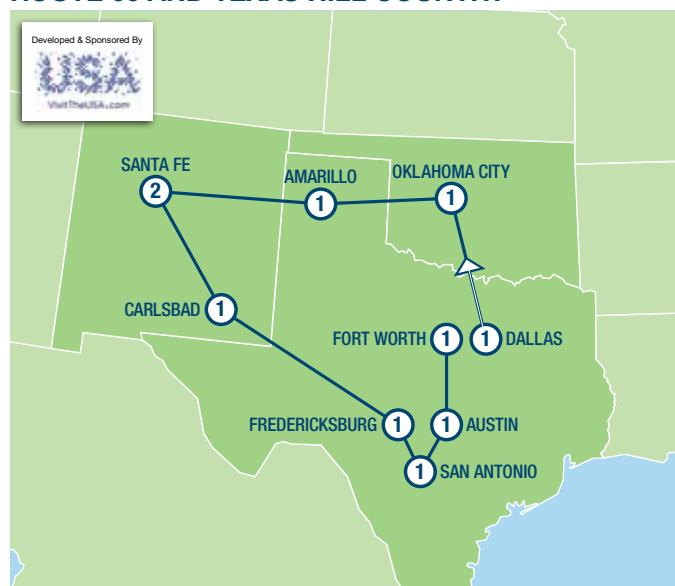 Developed & Sponsored By
USA
VisitTheUSA.com
SANTA FE
2
AMARILLO
1
OKLAHOMA CITY
1
CARLSBAD
1
FORT WORTH
1
1
DALLAS
FREDERICKSBURG
1
1
AUSTIN
1
SAN ANTONIO